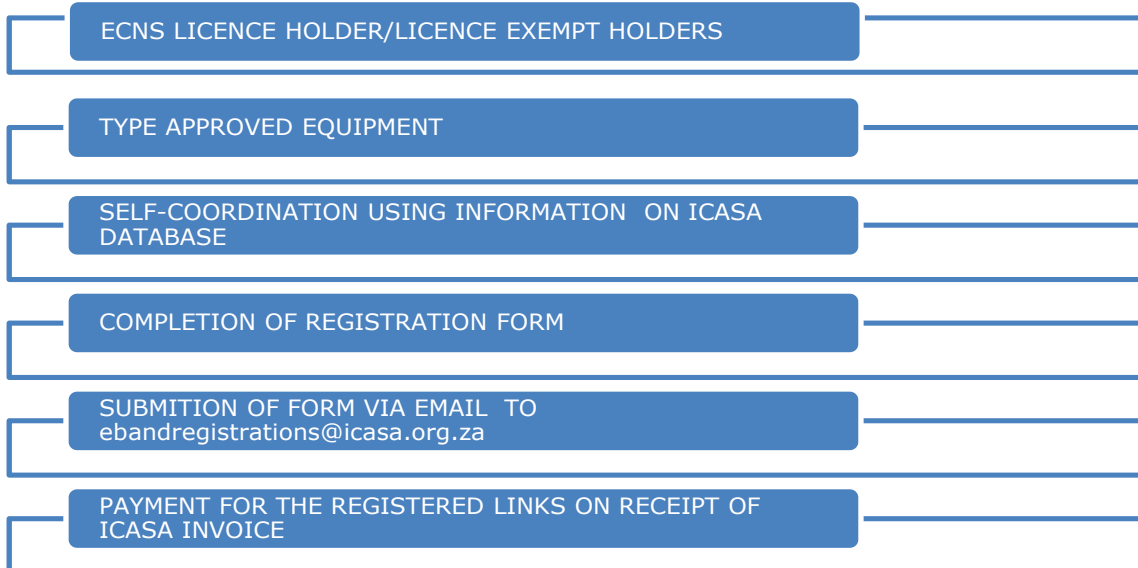 ECNS LICENCE HOLDER/LICENCE EXEMPT HOLDERS
TYPE APPROVED EQUIPMENT
SELF-COORDINATION USING INFORMATION ON ICASA
DATABASE
COMPLETION OF REGISTRATION FORM
SUBMITION OF FORM VIA EMAIL TO
ebandregistrations@icasa.org.za
PAYMENT FOR THE REGISTERED LINKS ON RECEIPT OF
ICASA INVOICE